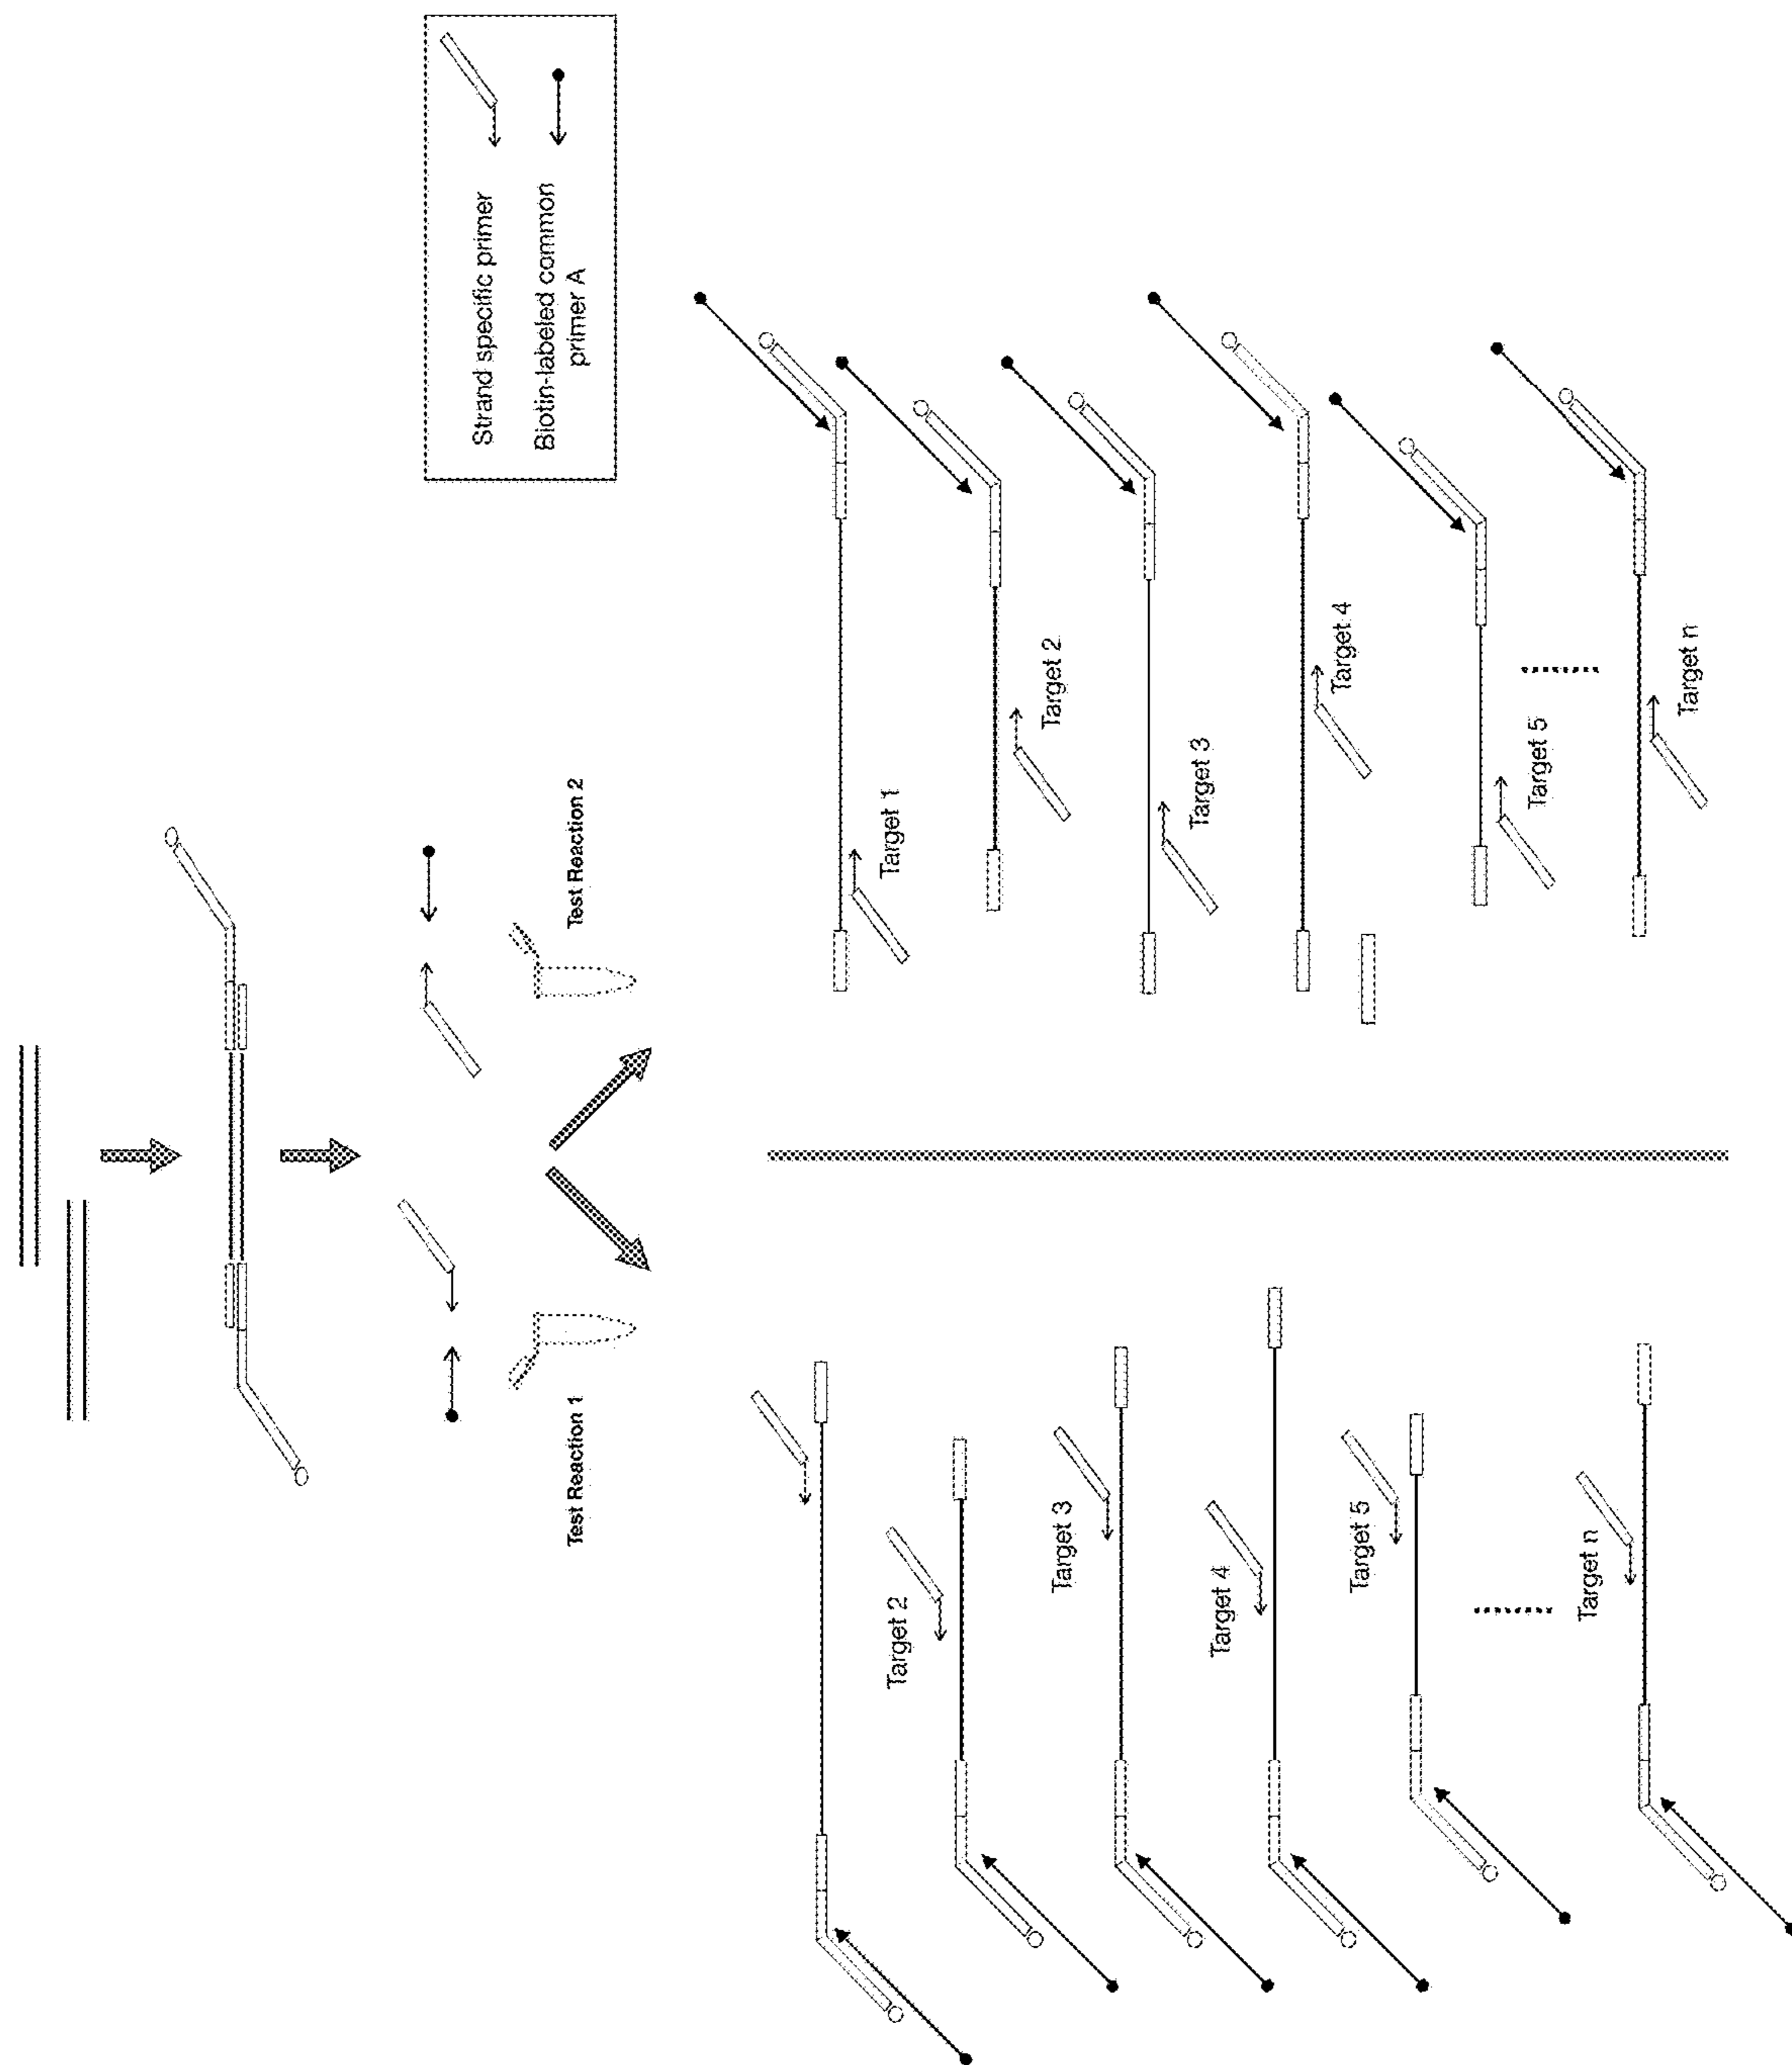 Strand specific primer
Biotin-labeled common
primer A
Test Reaction 1
Test Reaction 2
Target 2
Target 3
Target 4
Target 5
Target n
Target 1
Target 2
Target 3
Target 4
Target 5
Target n